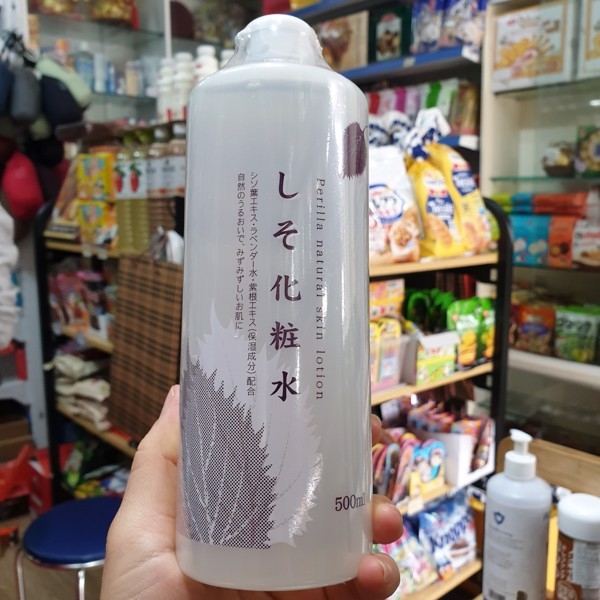 Perilla natural skin lotion
しそ化粧水
シソ葉エキス・ラベンダー水・紫根エキス(保湿成分)配合
自然のうるおいで、みずみずしいお肌に。
500ml